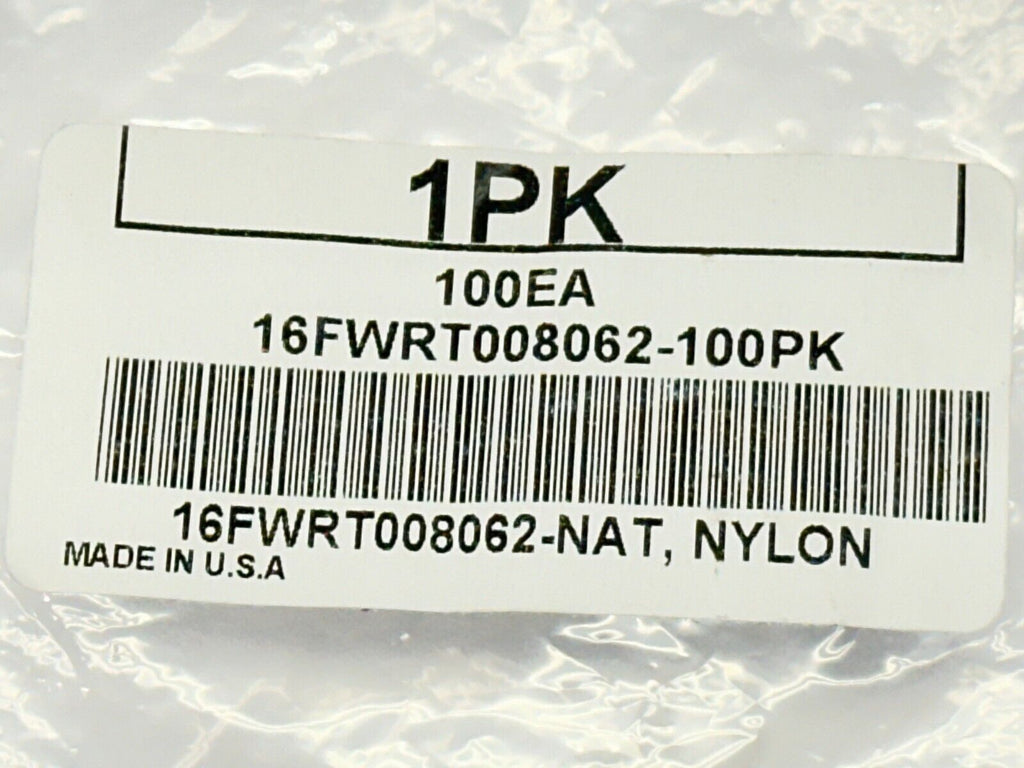 1PK
100EA
16FWRT008062-100PK
16FWRT008062-NAT, NYLON
MADE IN U.S.A